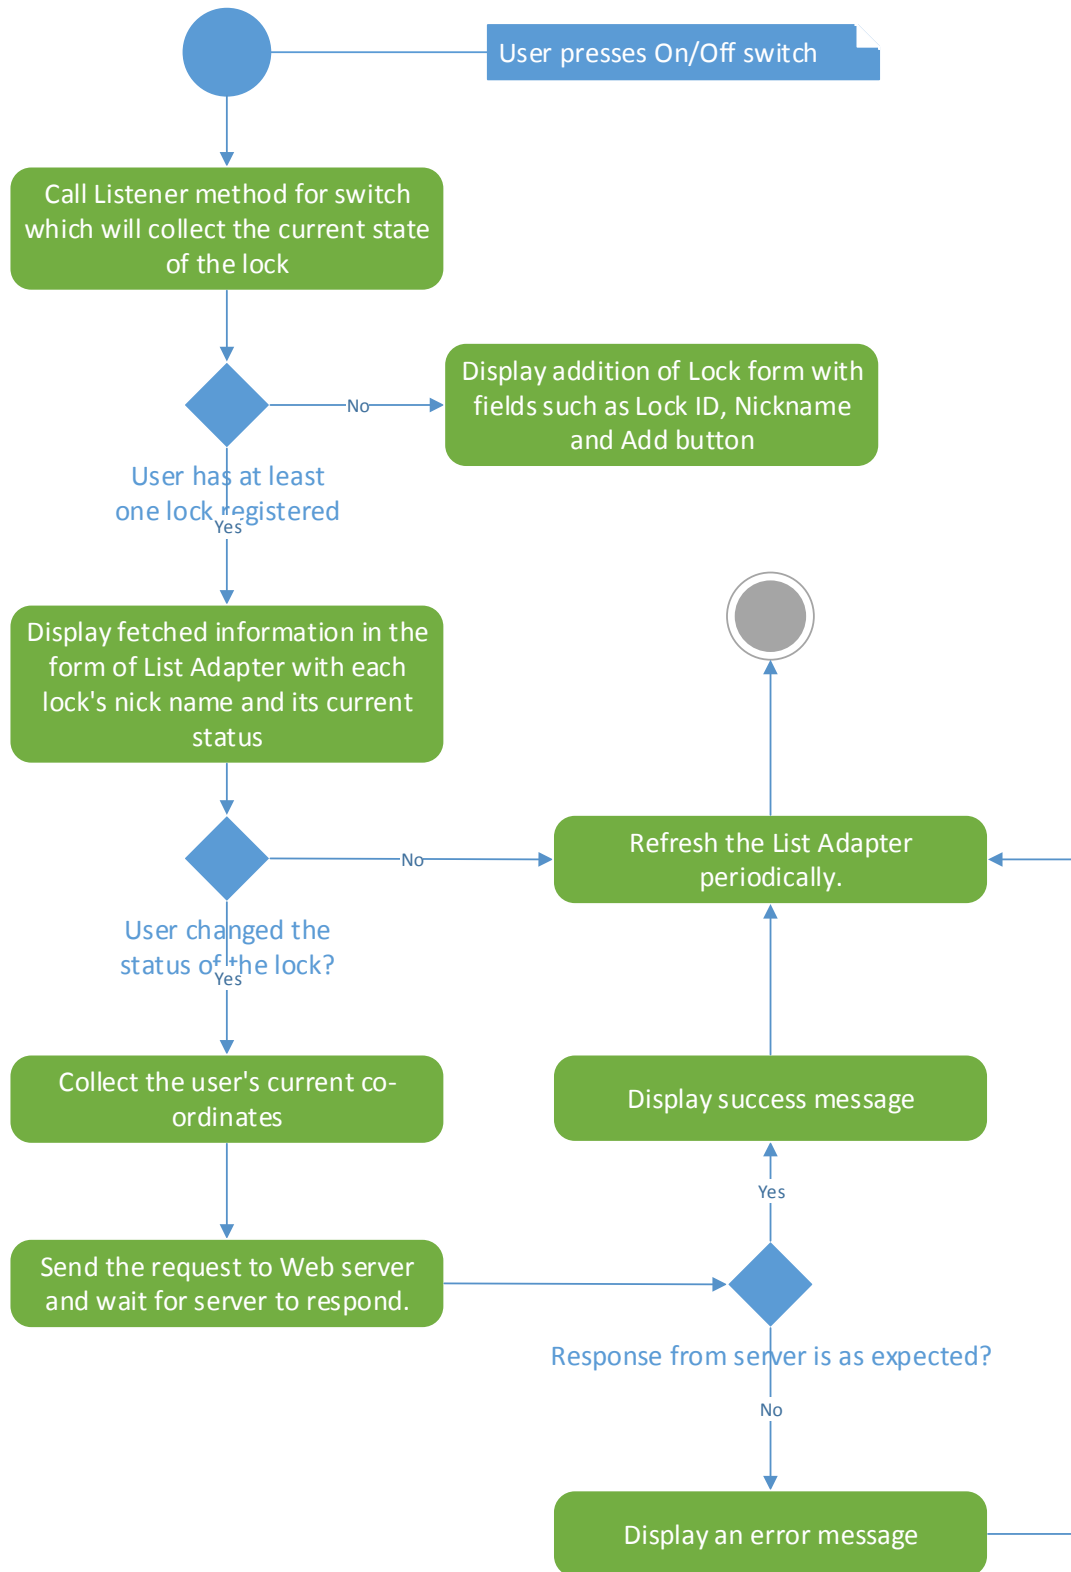 User presses On/Off switch
Call Listener method for switch
which will collect the current state
of the lock
No
Display addition of Lock form with
fields such as Lock ID, Nickname
and Add button
User has at least
one lock registered
Yes
Display fetched information in the
form of List Adapter with each
lock's nick name and its current
status
No
Refresh the List Adapter
periodically.
User changed the
status of the lock?
Yes
Collect the user's current co-
ordinates
Display success message
Yes
Send the request to Web server
and wait for server to respond.
Response from server is as expected?
No
Display an error message